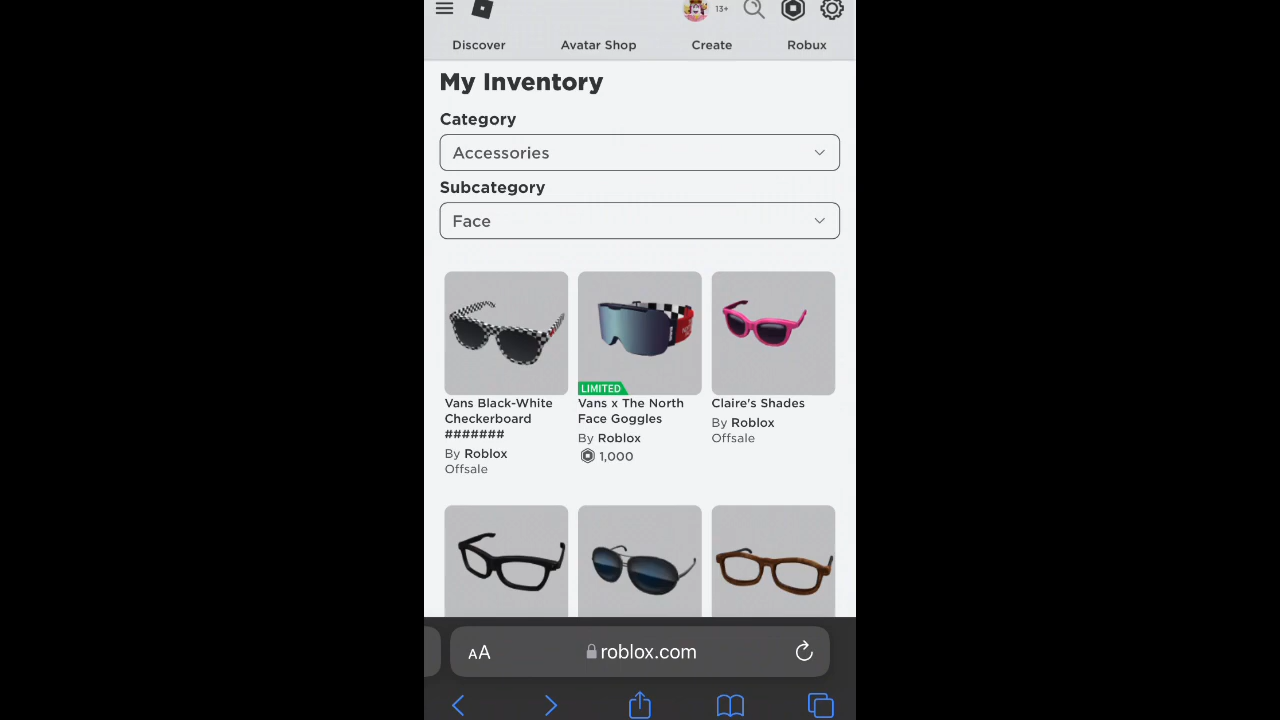 13+
Discover Avatar Shop Create Robux
My Inventory
Category
Accessories
Subcategory
Face
Vans Black-White
Checkerboard
#######
By Roblox
Offsale
LIMITED
Vans x The North
Face Goggles
By Roblox
1,000
Claire's Shades
By Roblox
Offsale
AA roblox.com